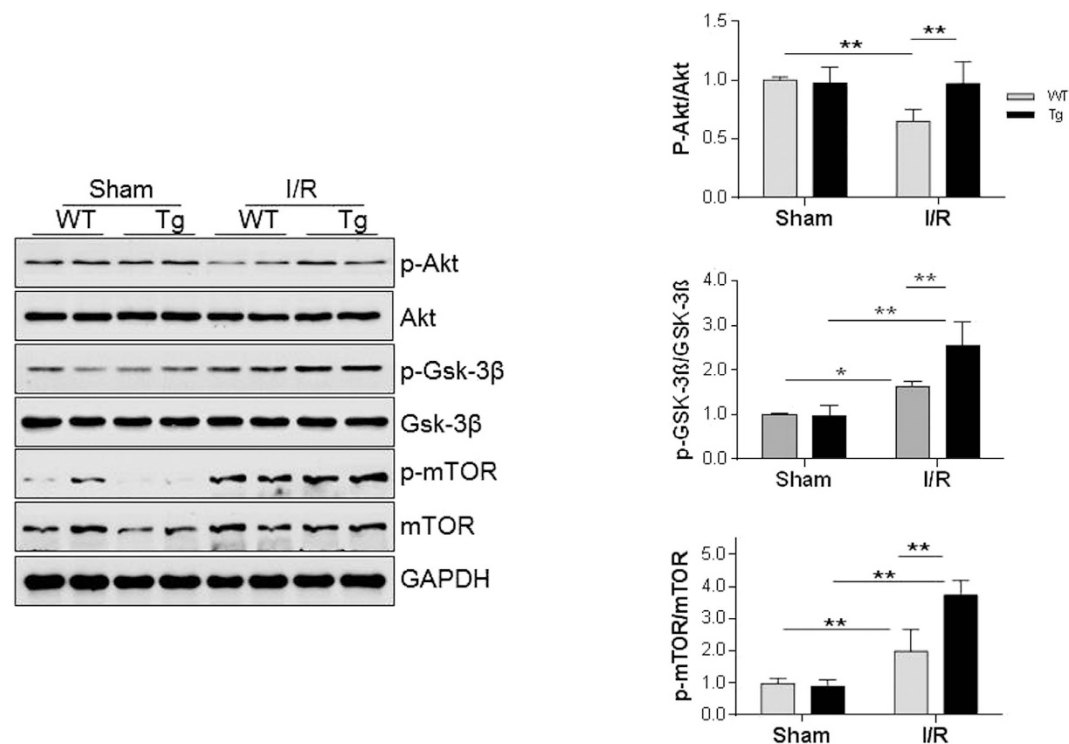 Sham I/R
WT Tg WT Tg
p-Akt
Akt
p-Gsk-3β
Gsk-3β
p-mTOR
mTOR
GAPDH
P-Akt/Akt
1.5
1.0
0.5
0.0
** **
Sham I/R
WT
Tg
p-GSK-3ß/GSK-3ß
4.0
3.0
2.0
1.0
0.0
**
**
*
Sham I/R
p-mTOR/mTOR
5.0
4.0
3.0
2.0
1.0
0.0
**
**
**
Sham I/R